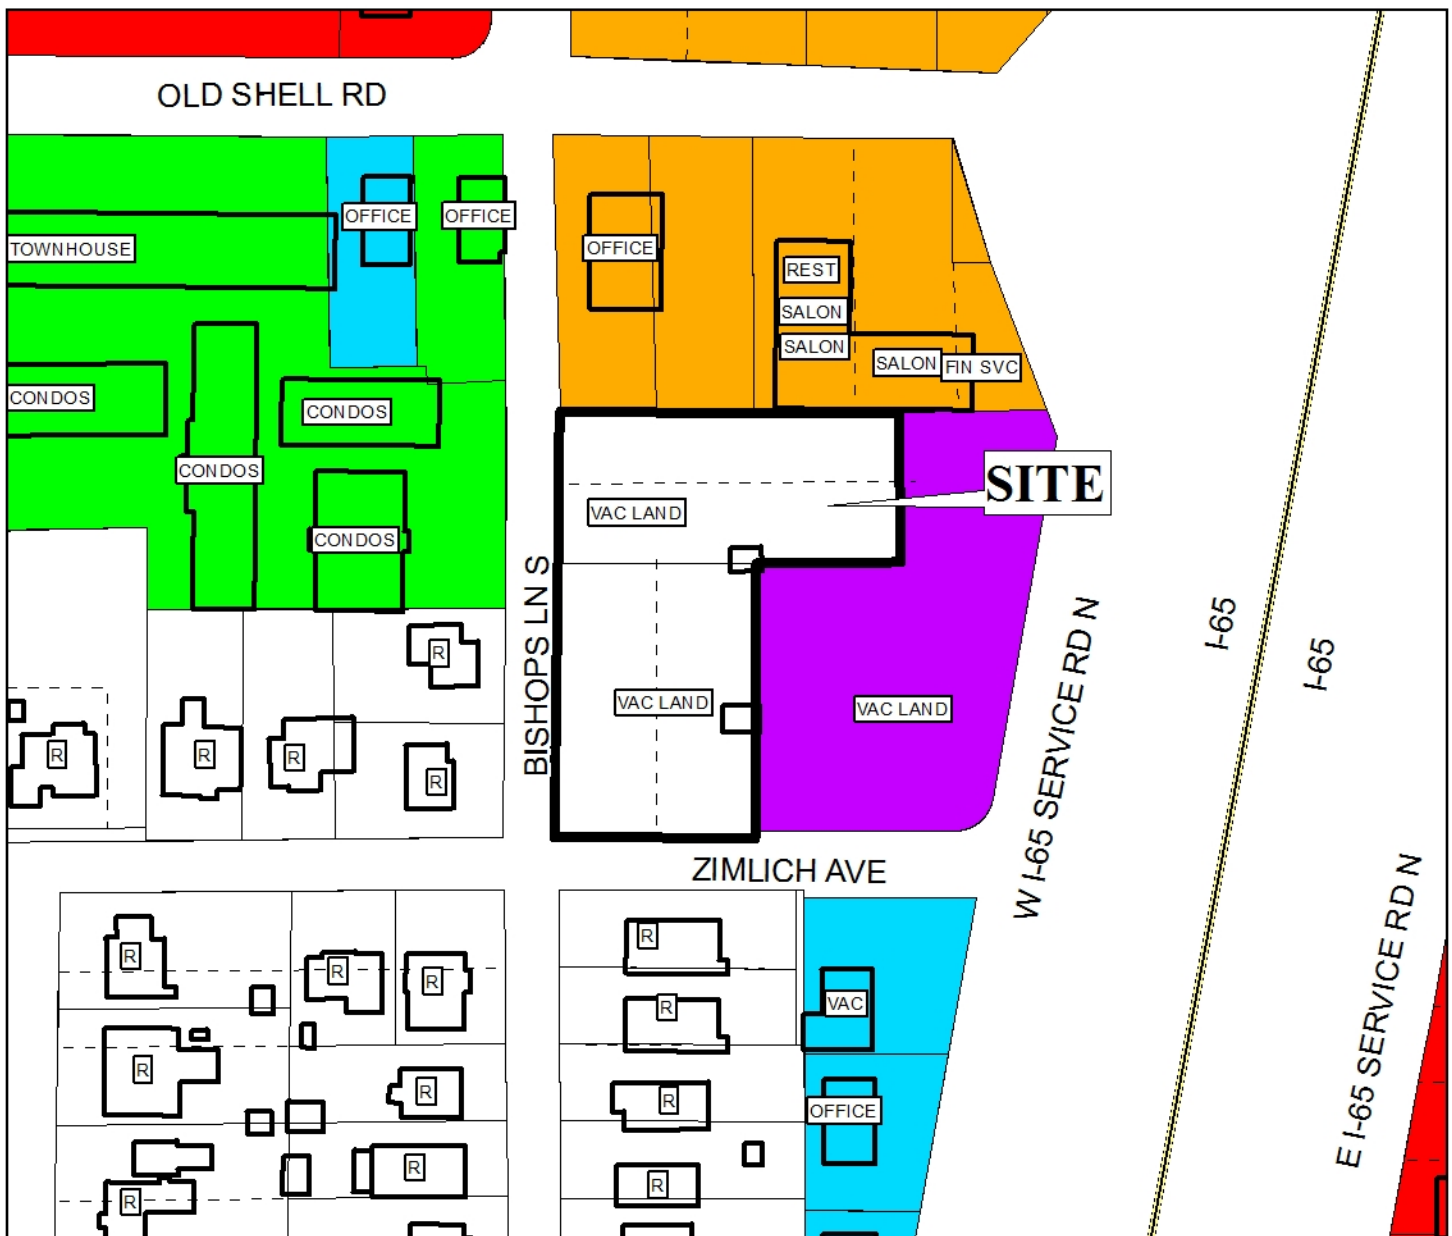 OLD SHELL RD
OFFICE
OFFICE
TOWNHOUSE
OFFICE
REST
SALON
SALON
SALON
FIN SVC
CONDOS
CONDOS
CONDOS
CONDOS
SITE
VAC LAND
BISHOPS LN S
R
VAC LAND
VAC LAND
R
R
R
R
W I-65 SERVICE RD N
I-65
I-65
ZIMLICH AVE
E I-65 SERVICE RD N
R
R
R
R
R
VAC
R
R
R
OFFICE
R
R
R